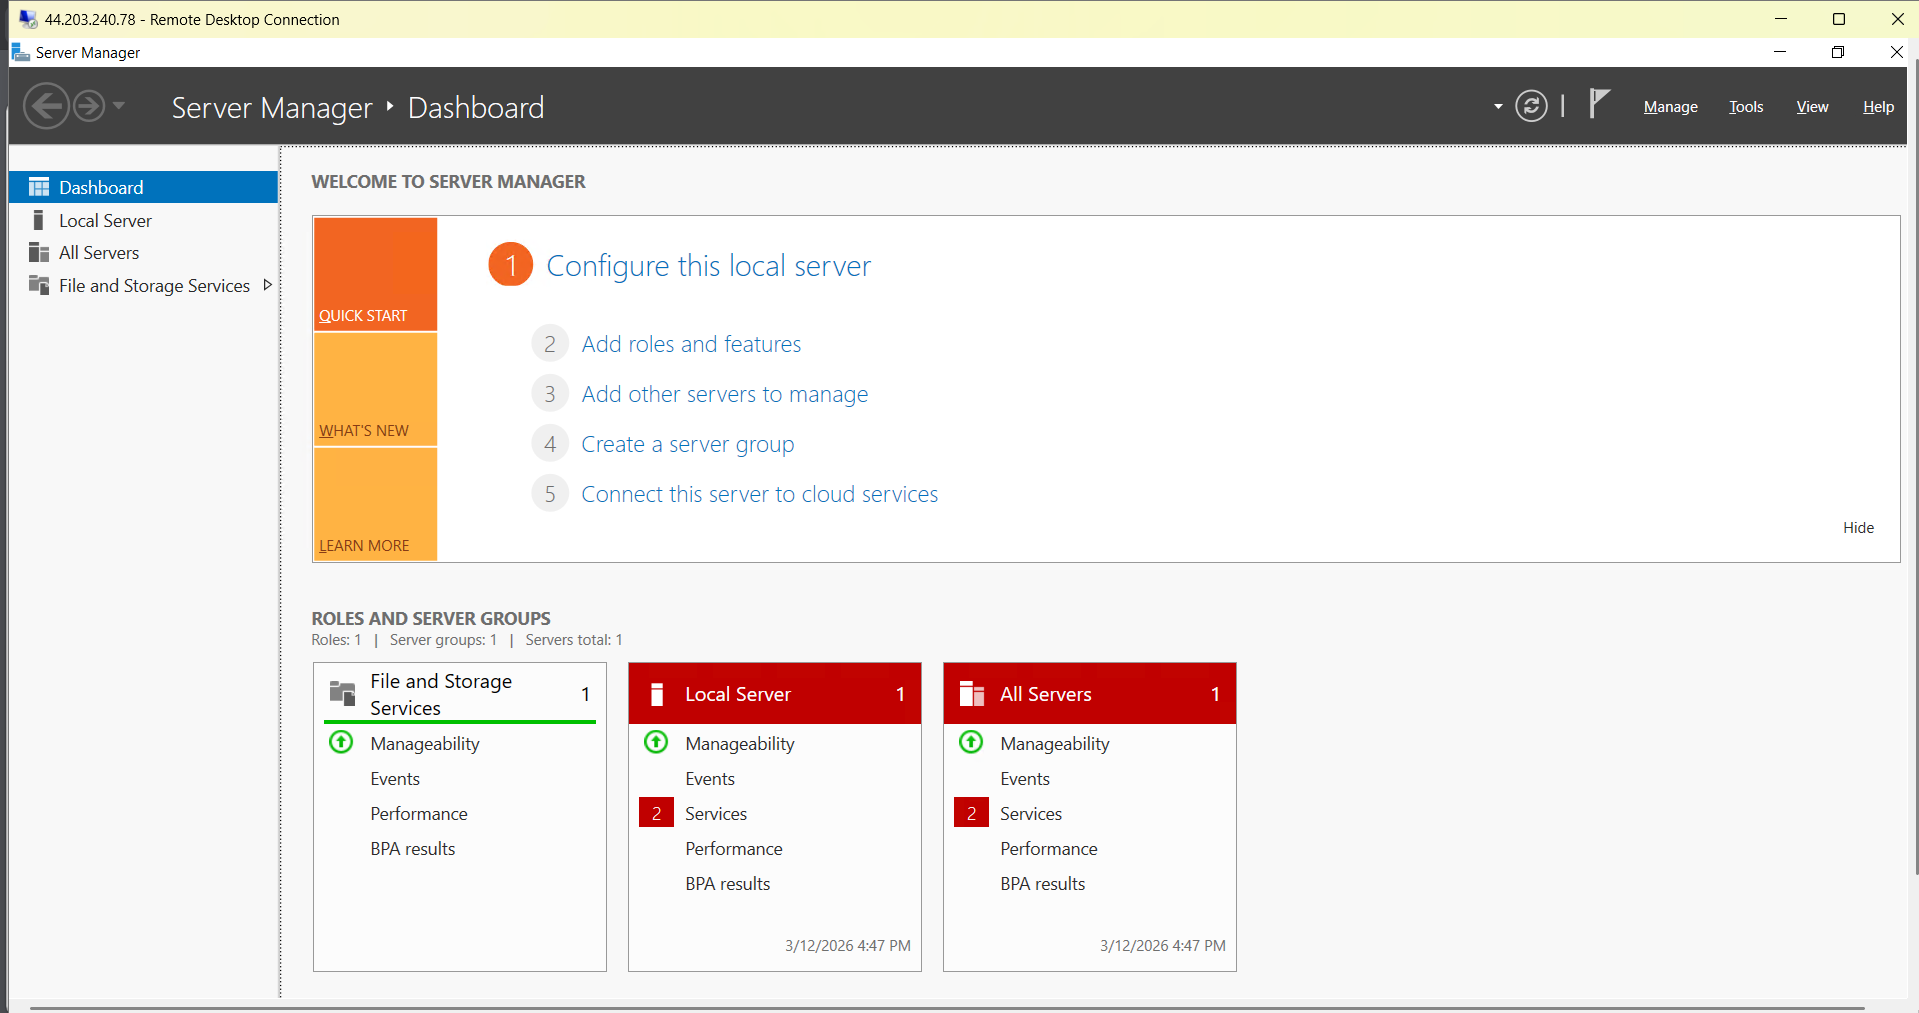 44.203.240.78 - Remote Desktop Connection
Server Manager
Server Manager Dashboard
Manage Tools View Help
Dashboard
Local Server
All Servers
File and Storage Services
WELCOME TO SERVER MANAGER
QUICK START
WHAT'S NEW
LEARN MORE
1 Configure this local server
2 Add roles and features
3 Add other servers to manage
4 Create a server group
5 Connect this server to cloud services
Hide
ROLES AND SERVER GROUPS
Roles: 1 | Server groups: 1 | Servers total: 1
File and Storage
Services 1
Manageability
Events
Performance
BPA results
Local Server 1
Manageability
Events
2 Services
Performance
BPA results
3/12/2026 4:47 PM
All Servers 1
Manageability
Events
2 Services
Performance
BPA results
3/12/2026 4:47 PM